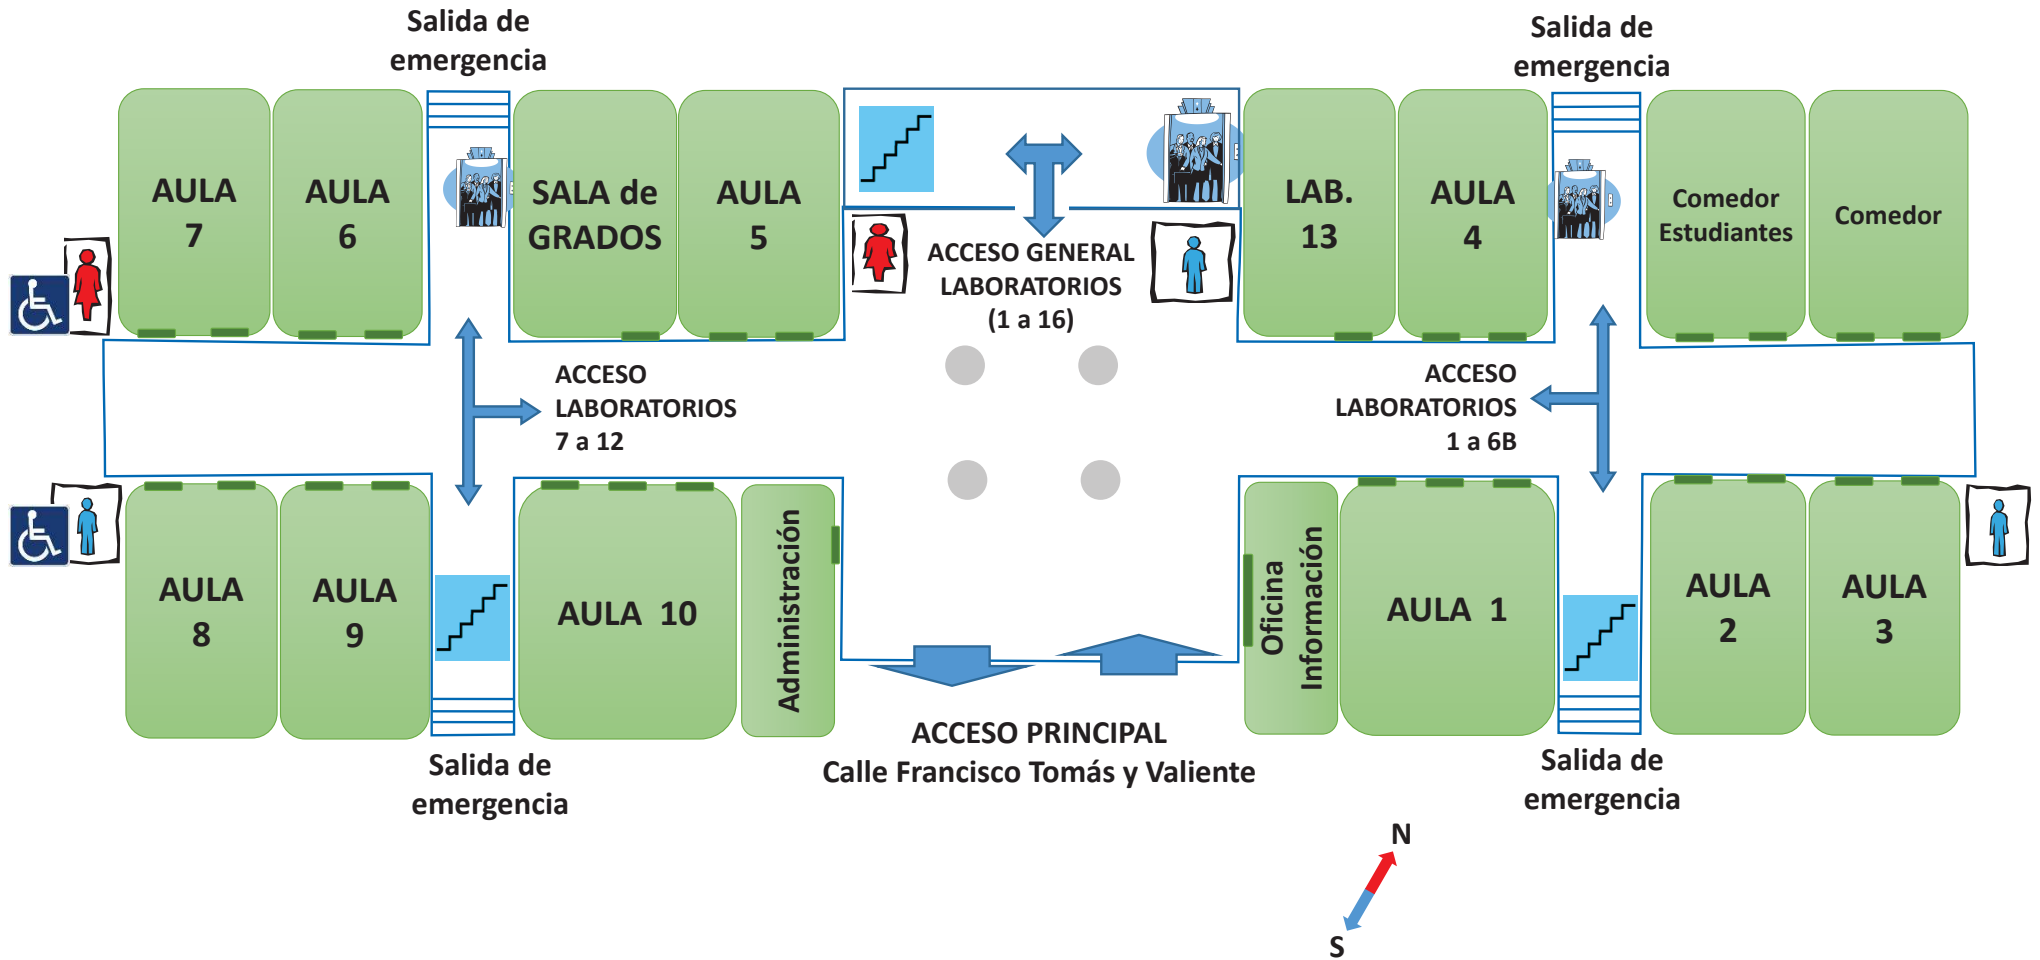 Salida de
emergencia
Salida de
emergencia
AULA
7
AULA
6
SALA de
GRADOS
AULA
5
LAB.
13
AULA
4
Comedor
Estudiantes
Comedor
ACCESO GENERAL
LABORATORIOS
(1 a 16)
ACCESO
LABORATORIOS
7 a 12
ACCESO
LABORATORIOS
1 a 6B
AULA
8
AULA
9
AULA 10
Administración
Oficina
Información
AULA 1
AULA
2
AULA
3
ACCESO PRINCIPAL
Calle Francisco Tomás y Valiente
Salida de
emergencia
Salida de
emergencia
N
S